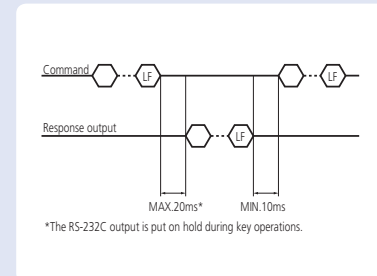 Command
LF
LF
Response output
LF
MAX.20ms*
MIN.10ms
*The RS-232C output is put on hold during key operations.